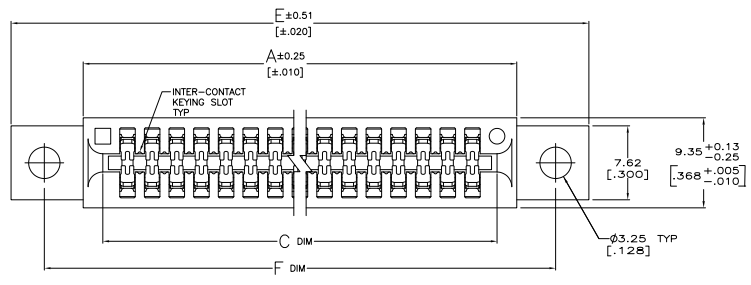 E±0.51
[±.020]
A±0.25
[±.010]
INTER-CONTACT
KEYING SLOT
TYP
7.62
[.300]
9.35 +0.13 -0.25
[.368 +.005 -.010]
C DIM
F DIM
Ø3.25 TYP
[.128]